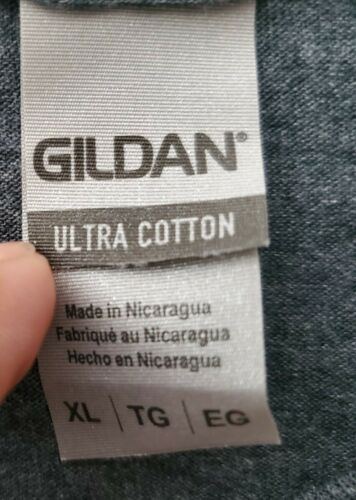 GILDAN®
ULTRA COTTON
Made in Nicaragua
Fabriqué au Nicaragua
Hecho en Nicaragua
XL | TG | EG